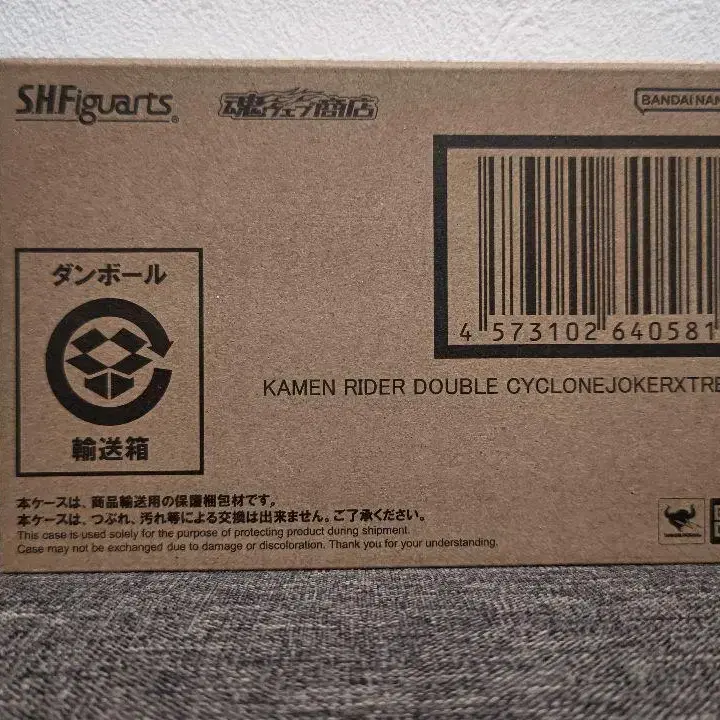 S.H.Figuarts
魂ウェブ商店
BANDAI NAM
4 573102 640581
KAMEN RIDER DOUBLE CYCLONEJOKERXTRE
ダンボール
輸送箱
本ケースは、商品輸送用の保護梱包材です。
本ケースは、つぶれ、汚れ等による交換は出来ません。ご了承ください。
This case is used solely for the purpose of protecting product during shipment.
Case may not be exchanged due to damage or discoloration. Thank you for your understanding.